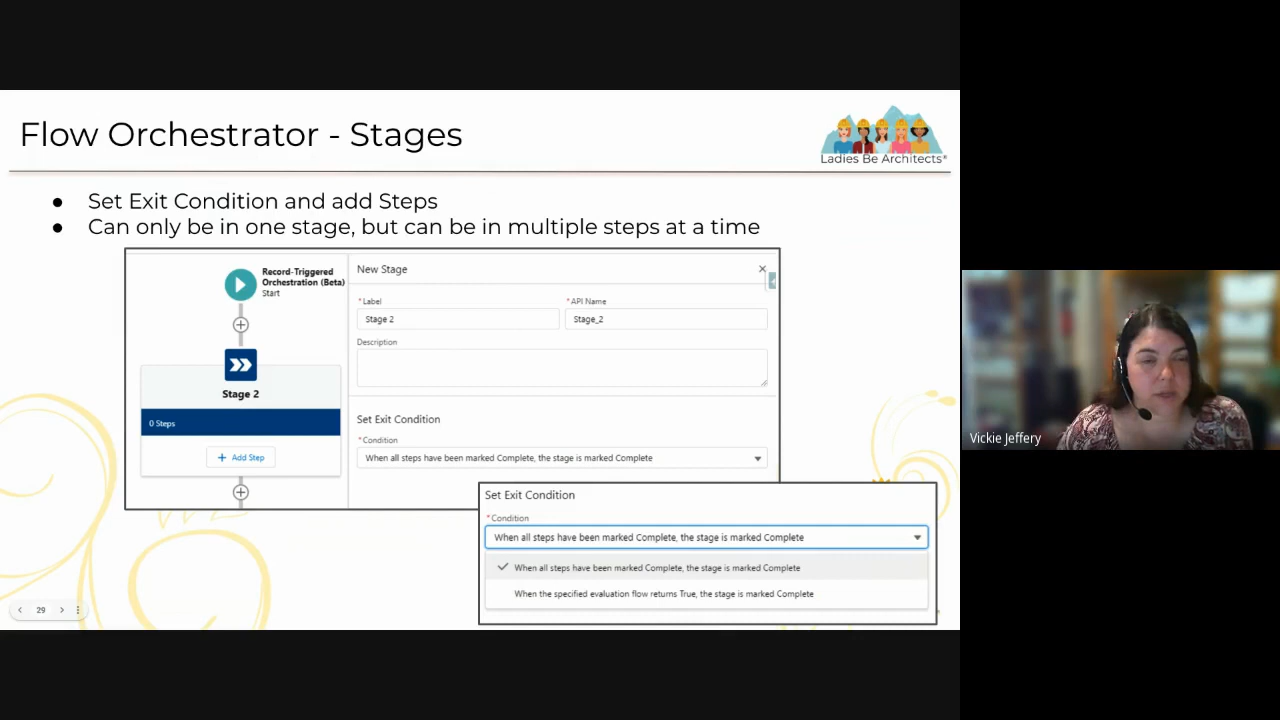 Flow Orchestrator - Stages
Ladies Be Architects*
● Set Exit Condition and add Steps
● Can only be in one stage, but can be in multiple steps at a time
Record-Triggered
Orchestration (Beta)
Start
Stage 2
0 Steps
+ Add Step
New Stage
*Label
*API Name
Stage 2
Stage_2
Description
Set Exit Condition
*Condition
When all steps have been marked Complete, the stage is marked Complete
Set Exit Condition
*Condition
When all steps have been marked Complete, the stage is marked Complete
When all steps have been marked Complete, the stage is marked Complete
When the specified evaluation flow returns True, the stage is marked Complete
29
Vickie Jeffery